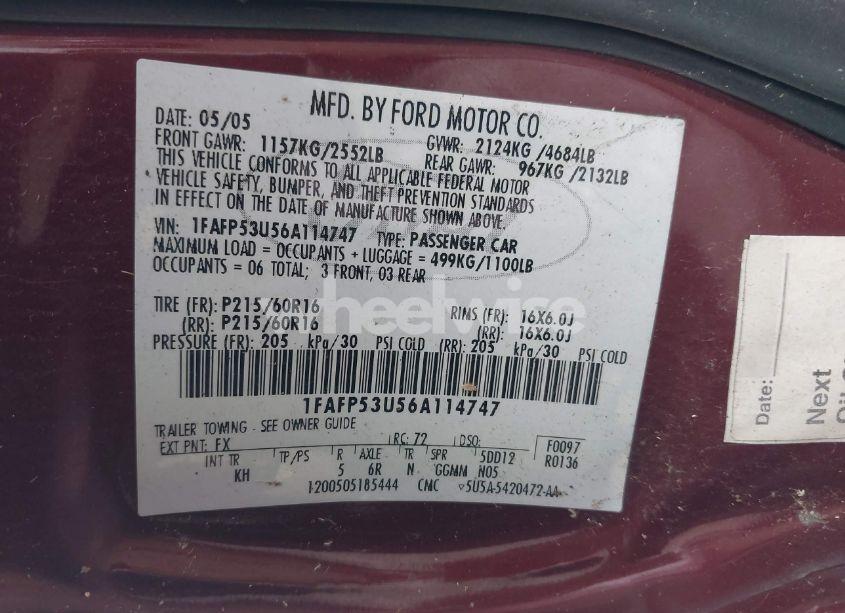 MFD. BY FORD MOTOR CO.
DATE: 05/05
FRONT GAWR: 1157KG/2552LB
GVWR: 2124KG /4684LB
REAR GAWR: 967KG /2132LB
THIS VEHICLE CONFORMS TO ALL APPLICABLE FEDERAL MOTOR
VEHICLE SAFETY, BUMPER, AND THEFT PREVENTION STANDARDS
IN EFFECT ON THE DATE OF MANUFACTURE SHOWN ABOVE.
VIN: 1FAFP53U56A114747 TYPE: PASSENGER CAR
MAXIMUM LOAD = OCCUPANTS + LUGGAGE = 499KG/1100LB
OCCUPANTS = 06 TOTAL; 3 FRONT, 03 REAR
TIRE (FR): P215/60R16 RIMS (FR): 16X6.0J
(RR): P215/60R16 (RR): 16X6.0J
PRESSURE (FR): 205 kPa/30 PSI COLD (RR): 205 kPa/30 PSI COLD
1FAFP53U56A114747
TRAILER TOWING - SEE OWNER GUIDE
EXT PNT: FX RC: 72 DSO: F0097
INT TR TP/PS R AXLE TR SPR 5DD12 R0136
KH 5 6R N GGMM N05
1-200505185444 CMC ▿5U5A-5420472-AA
heelwise
Date:
Next